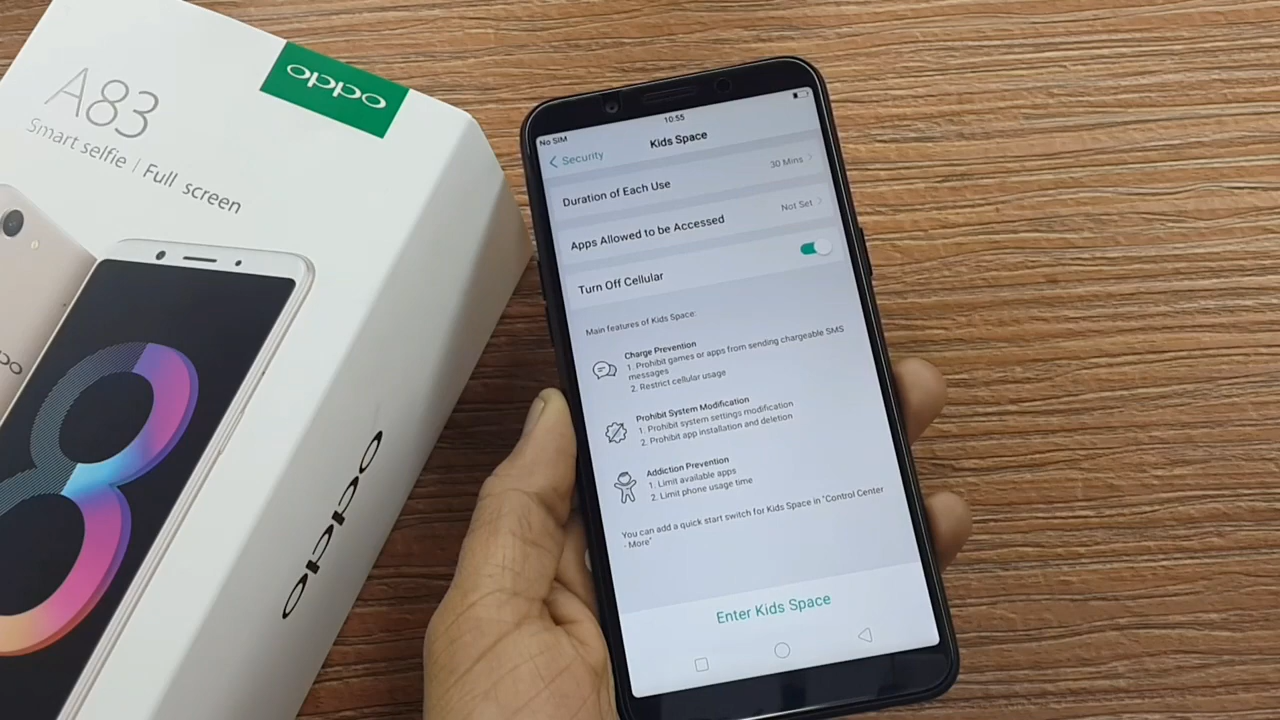 oppo
A83
Smart selfie | Full screen
oppo
oppo
No SIM
10:55
Security
Kids Space
Duration of Each Use
30 Mins
Apps Allowed to be Accessed
Not Set
Turn Off Cellular
Main features of Kids Space:
Charge Prevention
1. Prohibit games or apps from sending chargeable SMS
messages
2. Restrict cellular usage
Prohibit System Modification
1. Prohibit system settings modification
2. Prohibit app installation and deletion
Addiction Prevention
1. Limit available apps
2. Limit phone usage time
You can add a quick start switch for Kids Space in "Control Center
- More"
Enter Kids Space